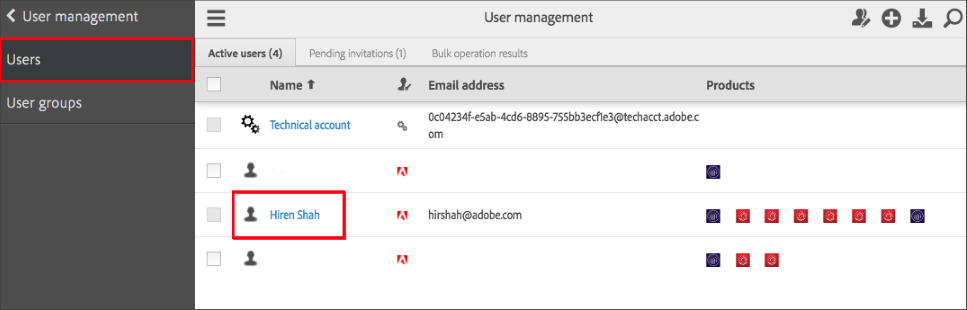 User management
User management
Users
User groups
Active users (4)
Pending invitations (1)
Bulk operation results
Name
Email address
Products
Technical account
0c04234f-e5ab-4cd6-8895-755bb3ecf1e3@techacct.adobe.c
om
Hiren Shah
hirshah@adobe.com